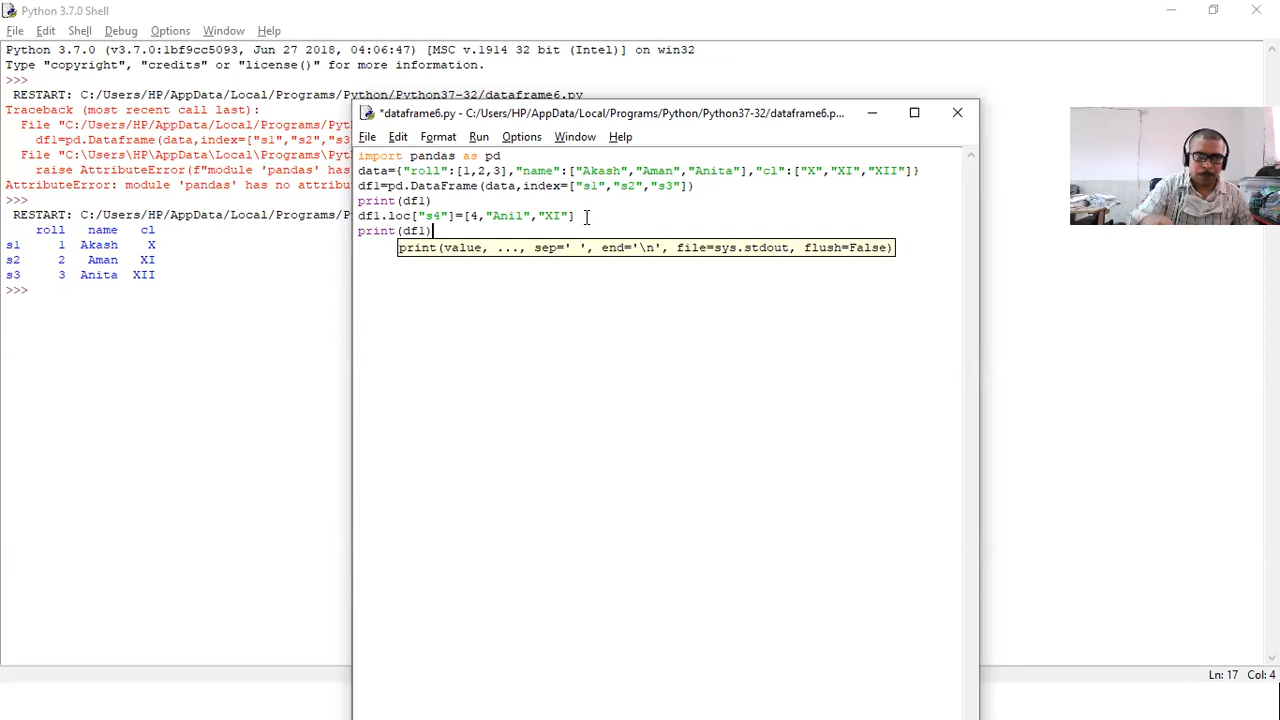 Python 3.7.0 Shell
File Edit Shell Debug Options Window Help
Python 3.7.0 (v3.7.0:1bf9cc5093, Jun 27 2018, 04:06:47) [MSC v.1914 32 bit (Intel)] on win32
Type "copyright", "credits" or "license()" for more information.
>>>
RESTART: C:/Users/HP/AppData/Local/Programs/Python/Python37-32/dataframe6.py
Traceback (most recent call last):
File "C:/Users/HP/AppData/Local/Programs/Pyt
df1=pd.Dataframe(data,index=["s1","s2","s3
File "C:\Users\HP\AppData\Local\Programs\Pyt
raise AttributeError(f"module 'pandas' has
AttributeError: module 'pandas' has no attribu
>>>
RESTART: C:/Users/HP/AppData/Local/Programs/Pyt
roll name cl
s1 1 Akash X
s2 2 Aman XI
s3 3 Anita XII
>>>
Ln: 17 Col: 4
*dataframe6.py - C:/Users/HP/AppData/Local/Programs/Python/Python37-32/dataframe6.p...
File Edit Format Run Options Window Help
import pandas as pd
data={"roll":[1,2,3],"name":["Akash","Aman","Anita"],"cl":["X","XI","XII"]}
df1=pd.DataFrame(data,index=["s1","s2","s3"])
print(df1)
df1.loc["s4"]=[4,"Anil","XI"]
print(df1)
print(value, ..., sep=' ', end='\n', file=sys.stdout, flush=False)